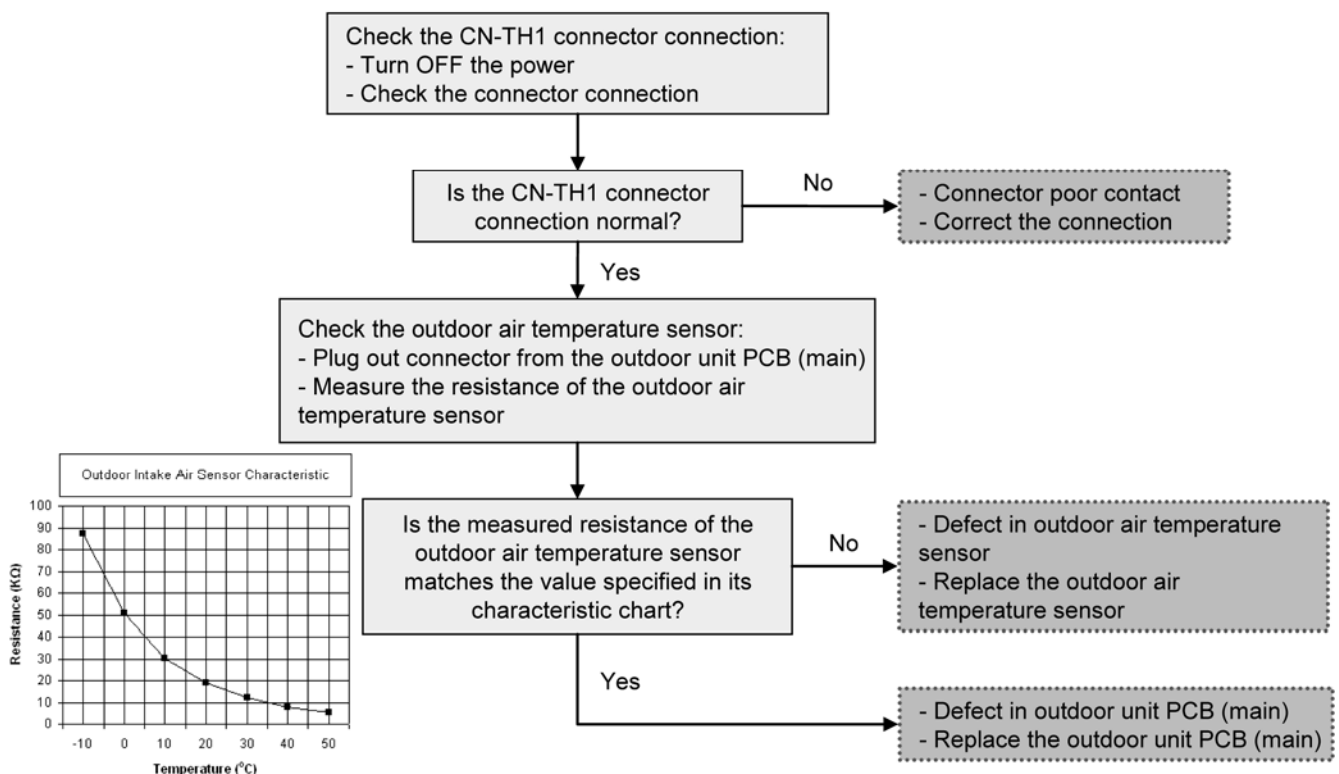 Check the CN-TH1 connector connection:
- Turn OFF the power
- Check the connector connection
Is the CN-TH1 connector
connection normal?
No
- Connector poor contact
- Correct the connection
Yes
Check the outdoor air temperature sensor:
- Plug out connector from the outdoor unit PCB (main)
- Measure the resistance of the outdoor air
temperature sensor
Outdoor Intake Air Sensor Characteristic
100
90
80
70
60
50
40
30
20
10
0
Resistance (KΩ)
-10 0 10 20 30 40 50
Temperature (°C)
Is the measured resistance of the
outdoor air temperature sensor
matches the value specified in its
characteristic chart?
No
- Defect in outdoor air temperature
sensor
- Replace the outdoor air
temperature sensor
Yes
- Defect in outdoor unit PCB (main)
- Replace the outdoor unit PCB (main)